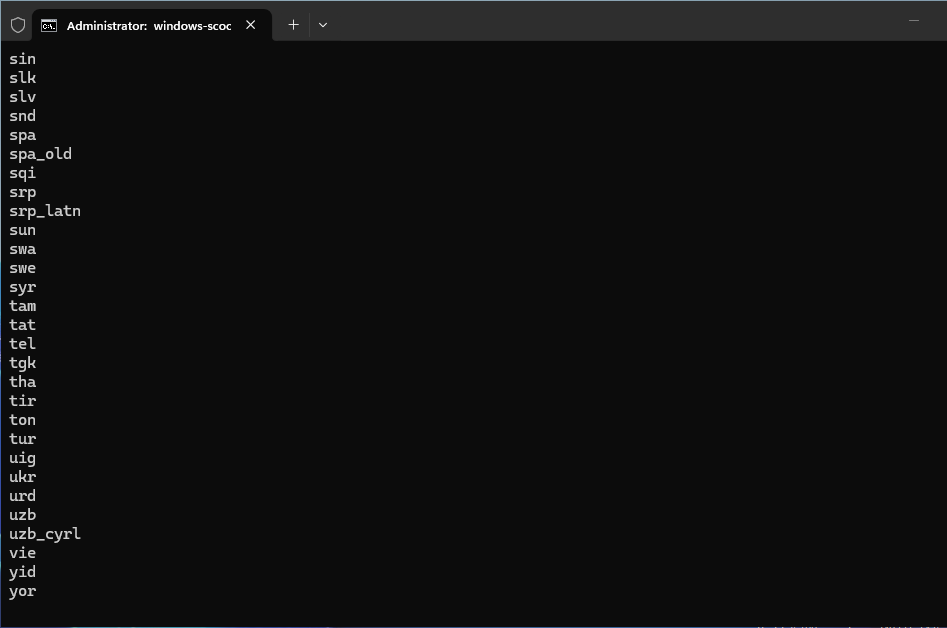 Administrator: windows-scoc
sin
slk
slv
snd
spa
spa_old
sqi
srp
srp_latn
sun
swa
swe
syr
tam
tat
tel
tgk
tha
tir
ton
tur
uig
ukr
urd
uzb
uzb_cyrl
vie
yid
yor